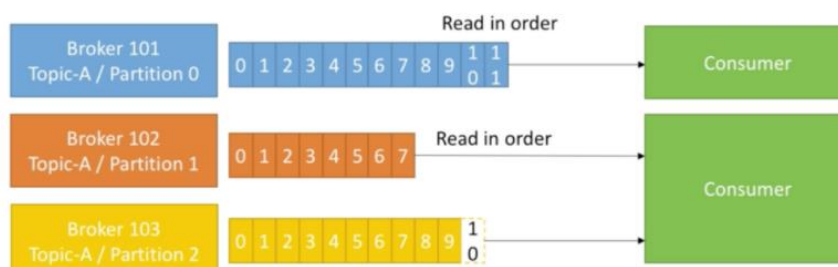 Read in order
Broker 101
Topic-A / Partition 0
0 1 2 3 4 5 6 7 8 9 10 11
Consumer
Broker 102
Topic-A / Partition 1
0 1 2 3 4 5 6 7
Read in order
Consumer
Broker 103
Topic-A / Partition 2
0 1 2 3 4 5 6 7 8 9 10